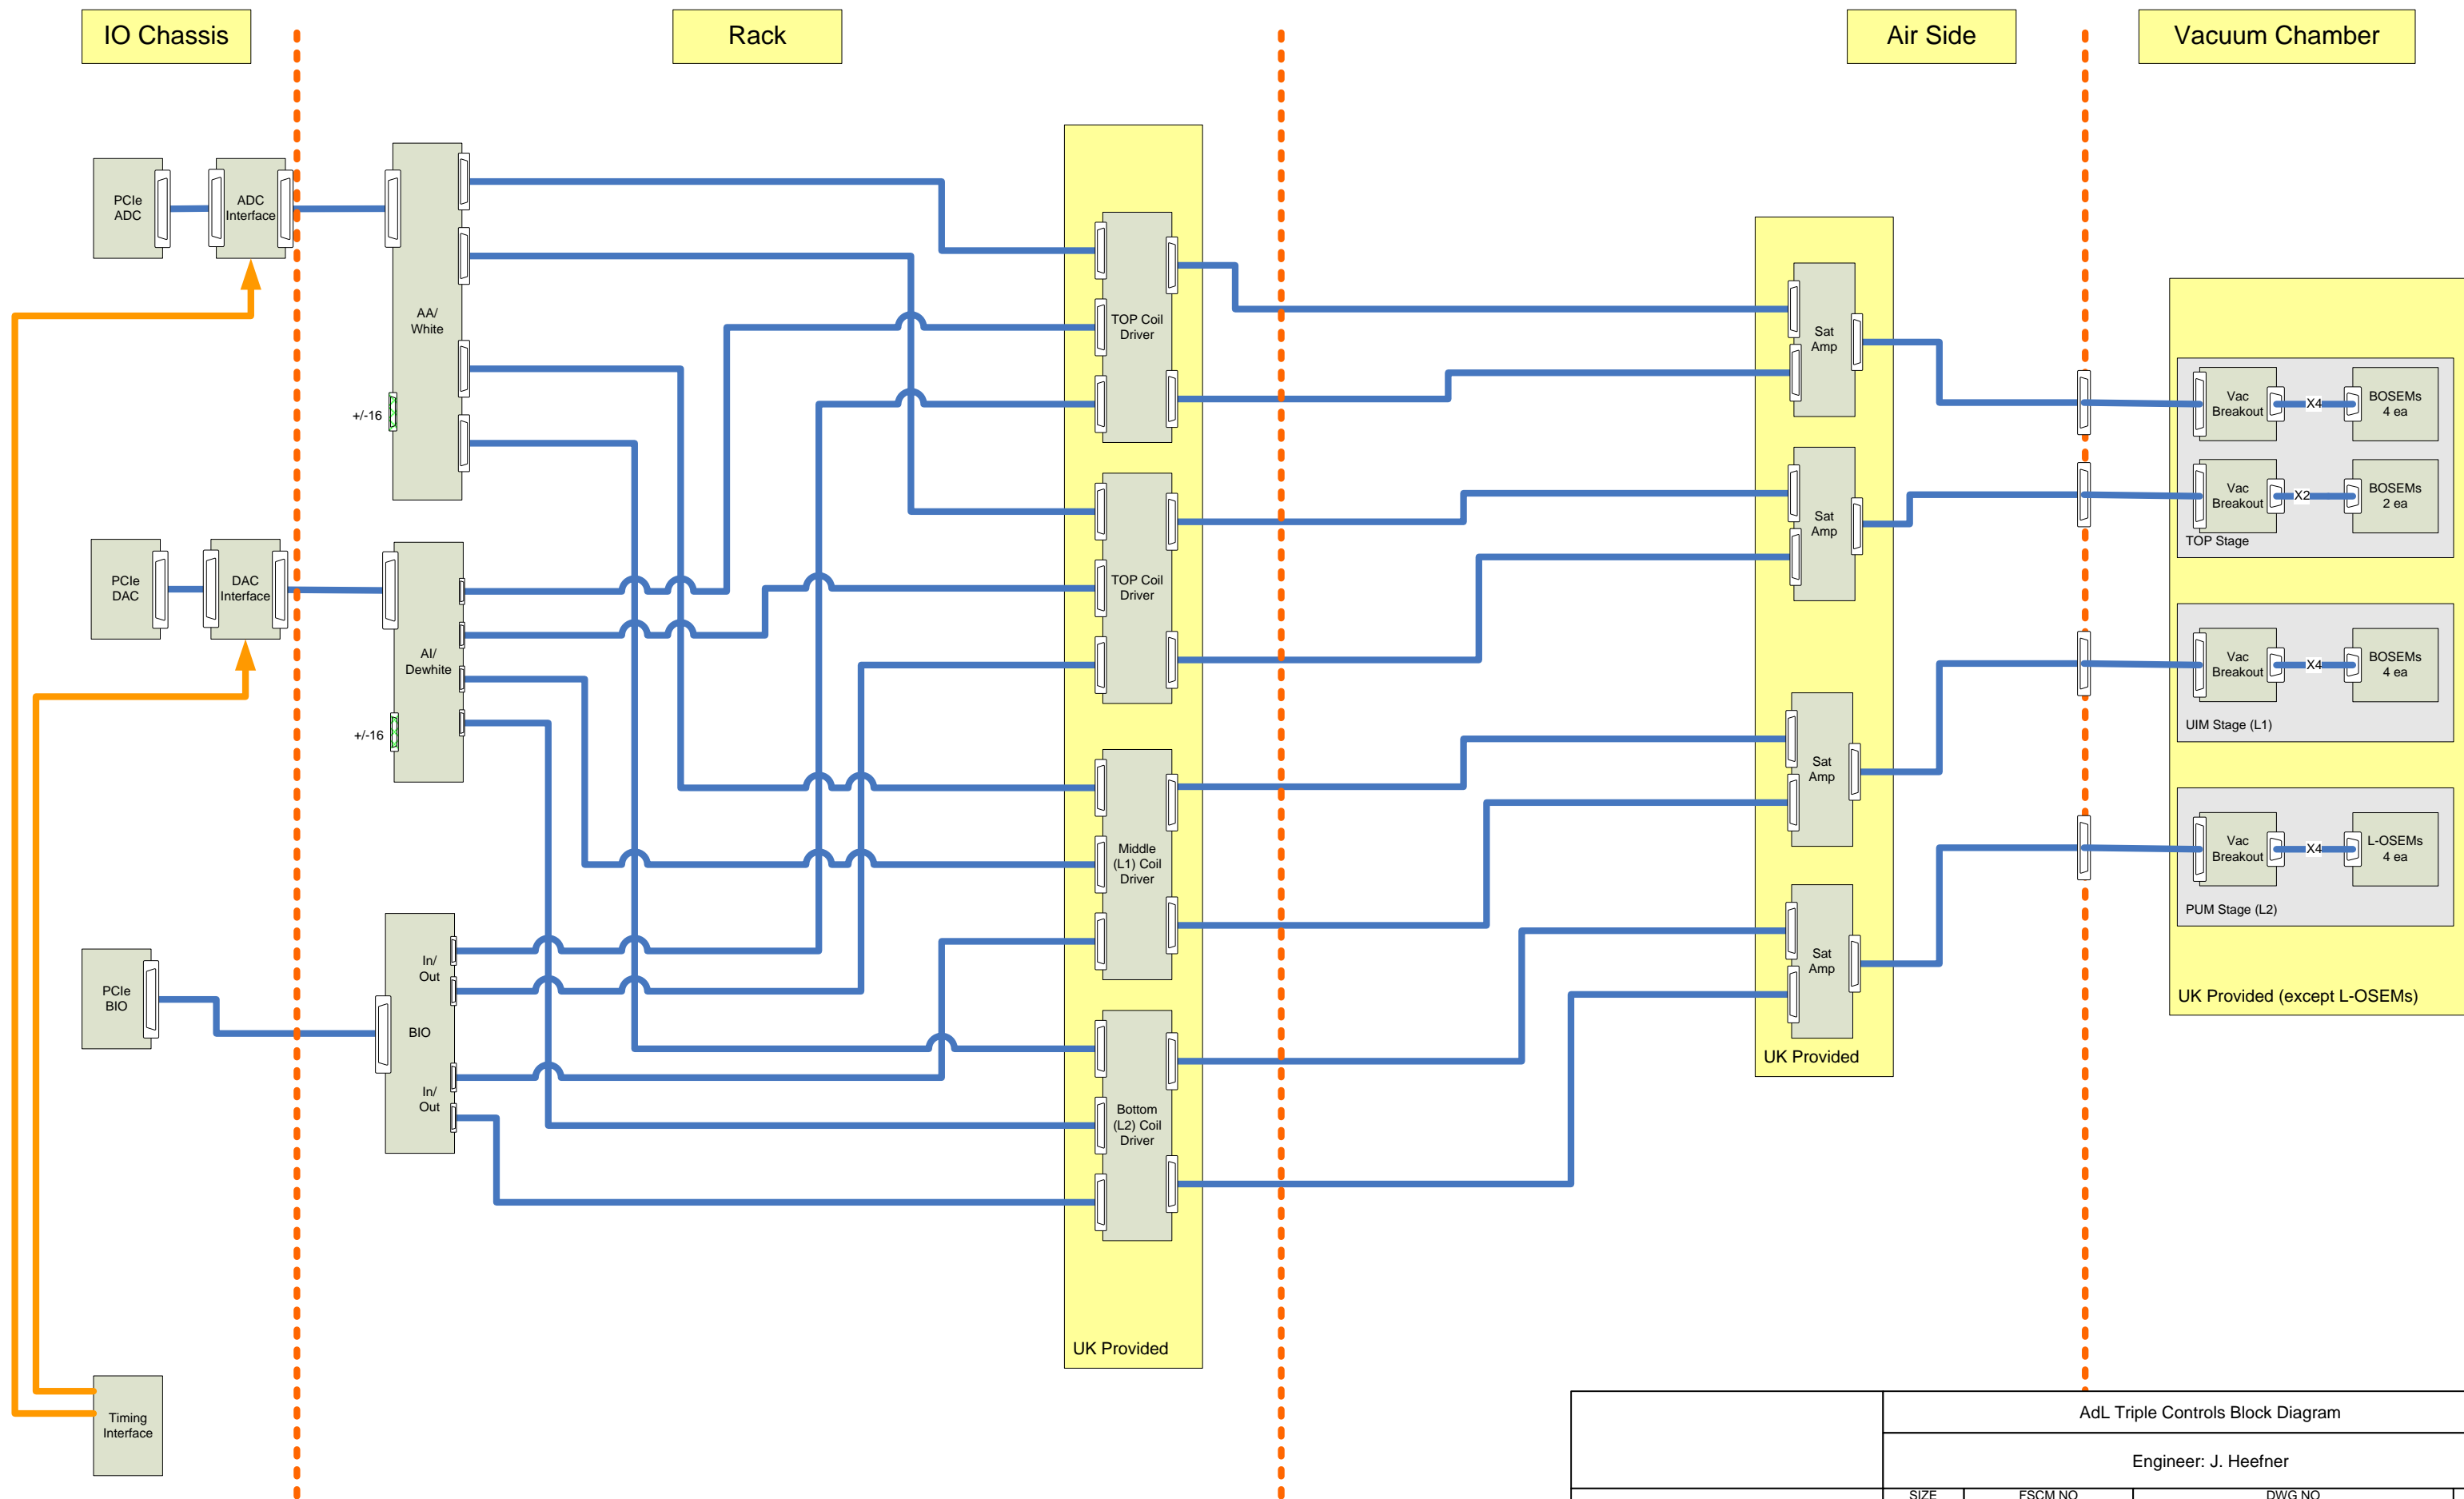 IO Chassis
Rack
Air Side
Vacuum Chamber
PCIe
ADC
ADC
Interface
AA/
White
+/-16
TOP Coil
Driver
Sat
Amp
Vac
Breakout
X4
BOSEMs
4 ea
Sat
Amp
Vac
Breakout
X2
BOSEMs
2 ea
TOP Stage
PCIe
DAC
DAC
Interface
AI/
Dewhite
+/-16
TOP Coil
Driver
Vac
Breakout
X4
BOSEMs
4 ea
UIM Stage (L1)
Sat
Amp
Middle
(L1) Coil
Driver
Vac
Breakout
X4
L-OSEMs
4 ea
PUM Stage (L2)
PCIe
BIO
In/
Out
BIO
In/
Out
Sat
Amp
UK Provided (except L-OSEMs)
UK Provided
Bottom
(L2) Coil
Driver
UK Provided
Timing
Interface
AdL Triple Controls Block Diagram
Engineer: J. Heefner
SIZE
FSCM NO
DWG NO